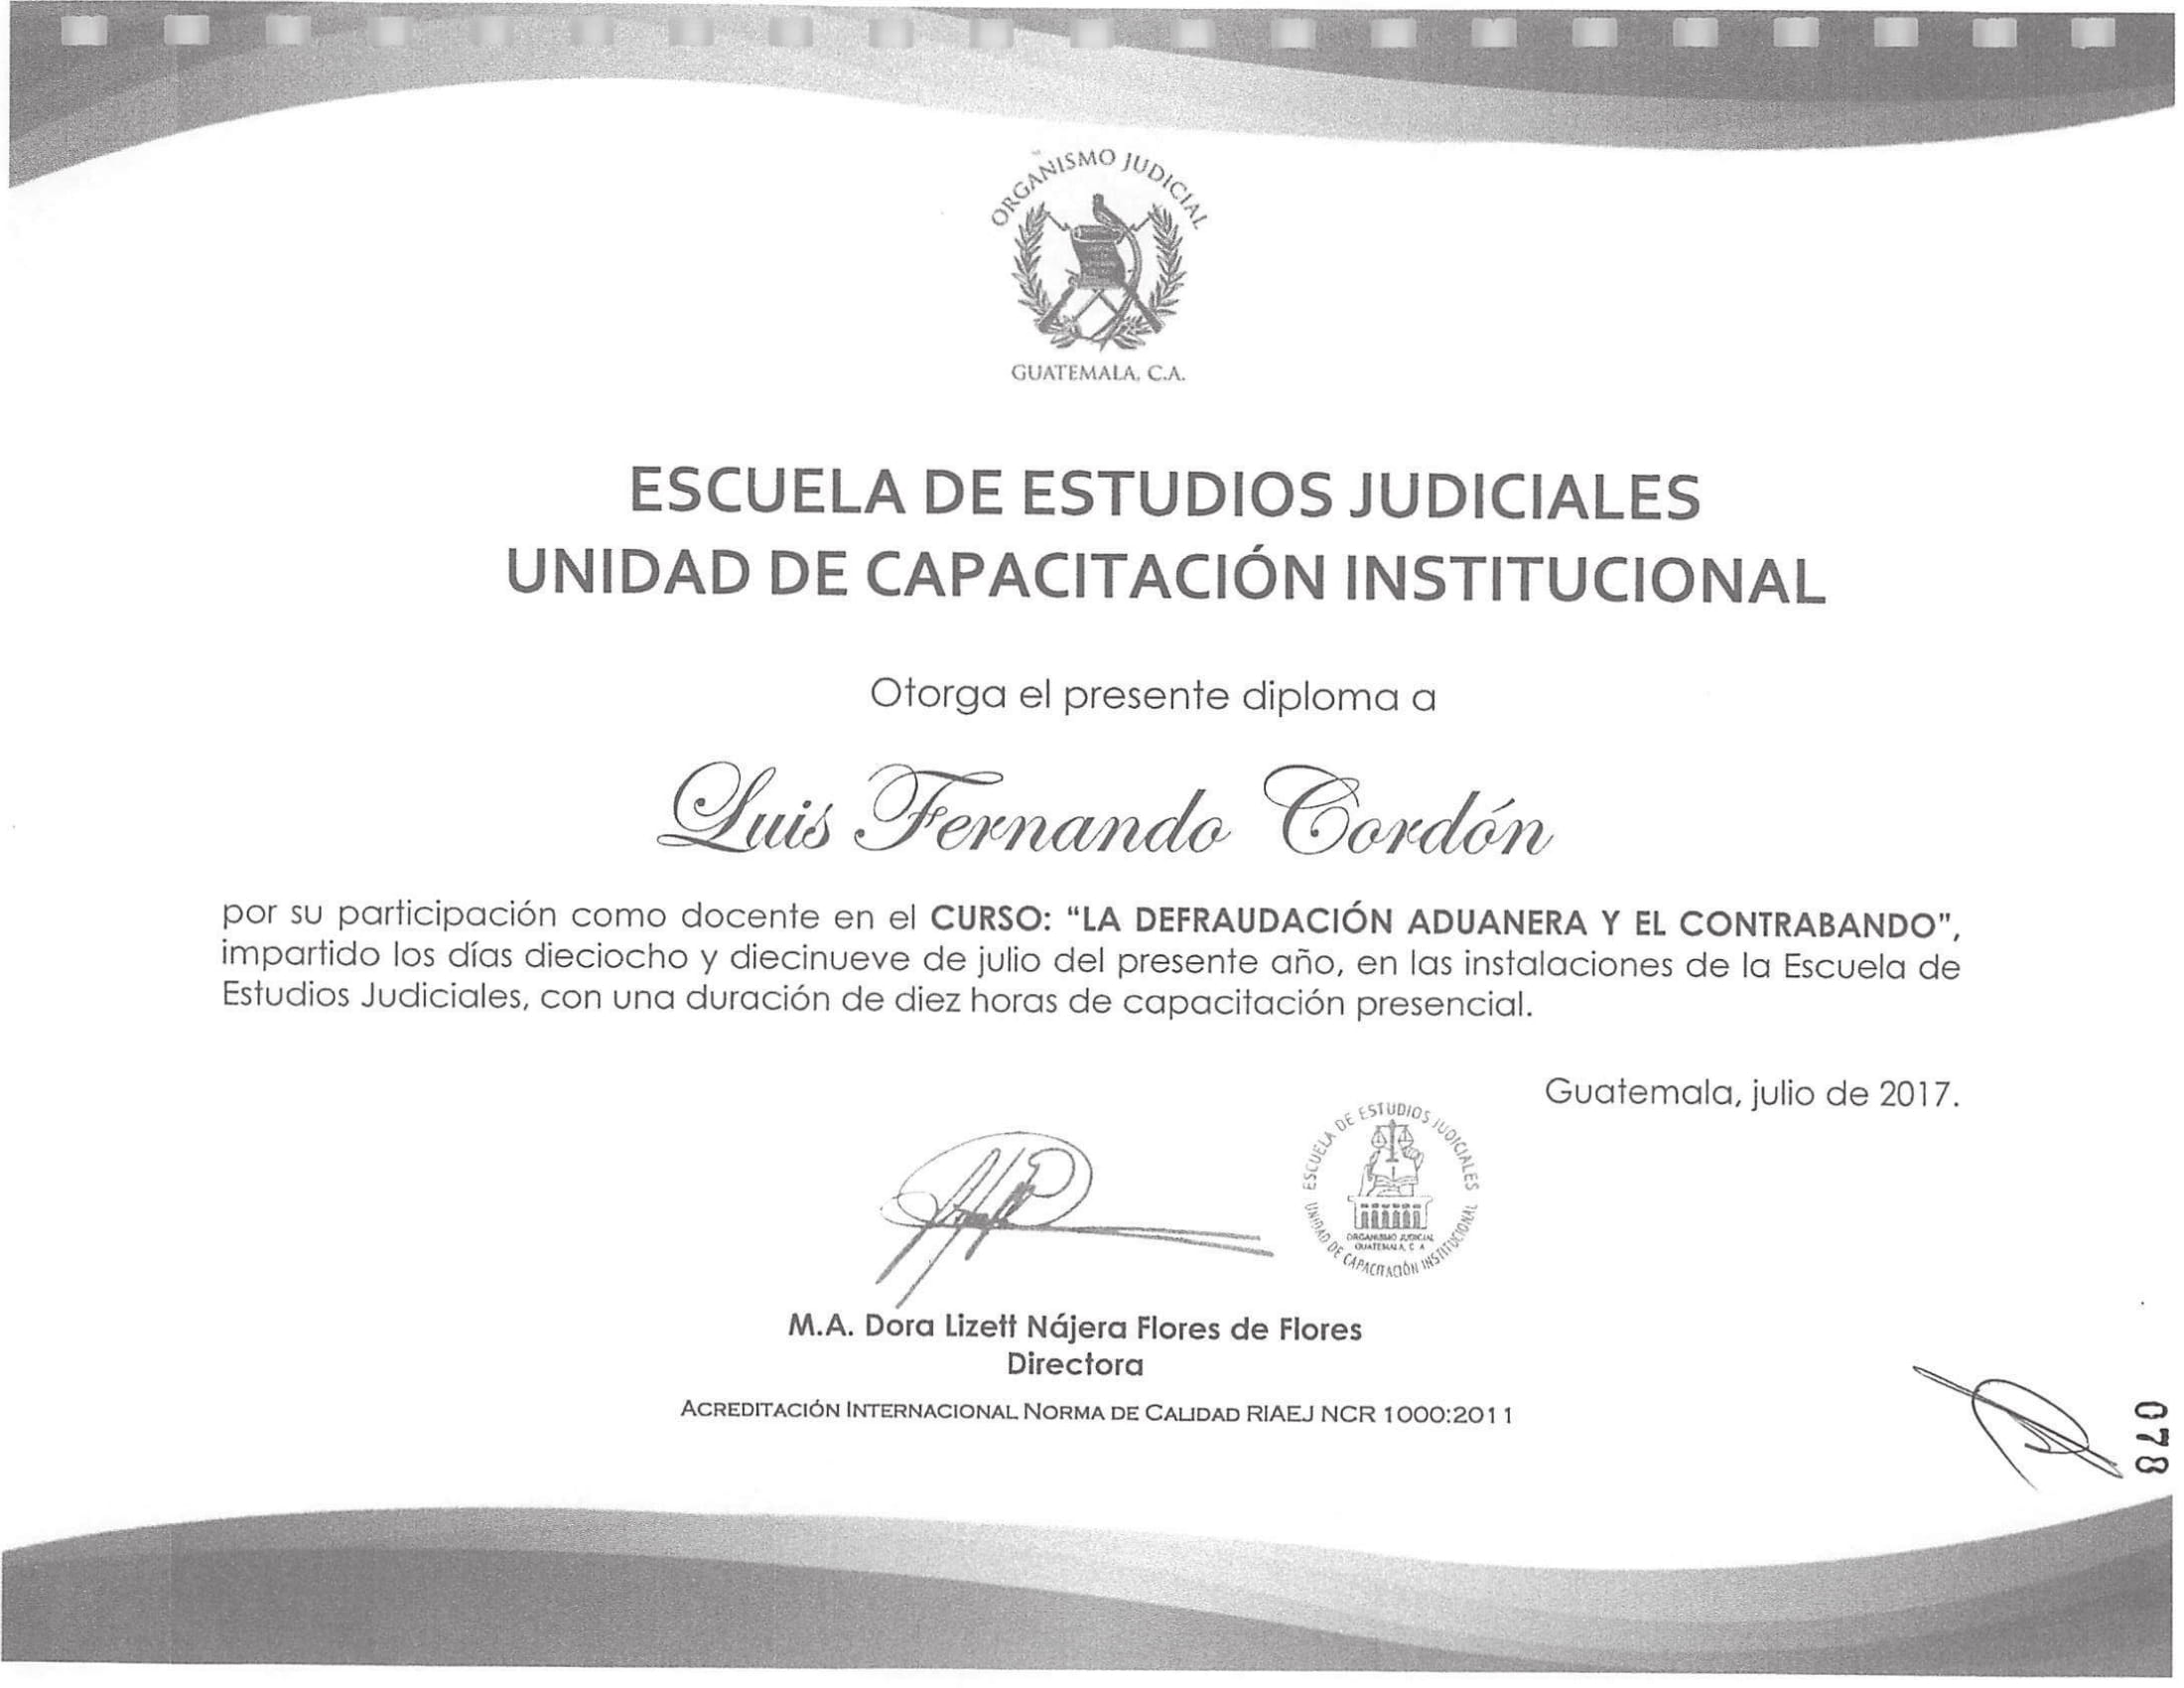 ORGANISMO JUDICIAL
GUATEMALA, C.A.
ESCUELA DE ESTUDIOS JUDICIALES
UNIDAD DE CAPACITACIÓN INSTITUCIONAL
Otorga el presente diploma a
Luis Fernando Cordón
por su participación como docente en el CURSO: “LA DEFRAUDACIÓN ADUANERA Y EL CONTRABANDO”,
impartido los días dieciocho y diecinueve de julio del presente año, en las instalaciones de la Escuela de
Estudios Judiciales, con una duración de diez horas de capacitación presencial.
Guatemala, julio de 2017.
ESCUELA DE ESTUDIOS JUDICIALES
ORGANISMO JUDICIAL
GUATEMALA, C A
UNIDAD DE CAPACITACIÓN INSTITUCIONAL
M.A. Dora Lizett Nájera Flores de Flores
Directora
ACREDITACIÓN INTERNACIONAL NORMA DE CALIDAD RIAEJ NCR 1000:2011
078